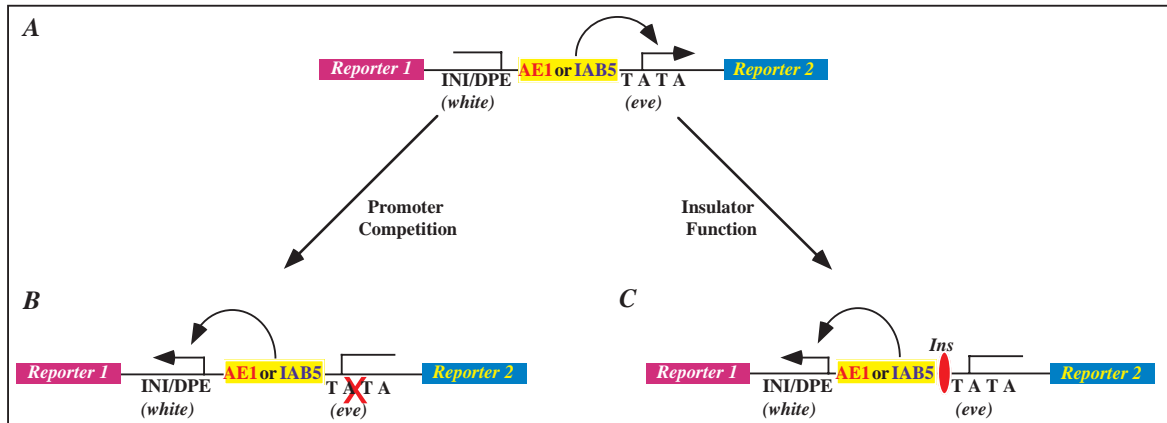 A
Reporter 1 AE1 or IAB5 Reporter 2
INI/DPE T A T A
(white) (eve)
Promoter Competition
Insulator Function
B
Reporter 1 AE1 or IAB5 Reporter 2
INI/DPE T A T A
(white) (eve)
C
Ins
Reporter 1 AE1 or IAB5 Reporter 2
INI/DPE T A T A
(white) (eve)